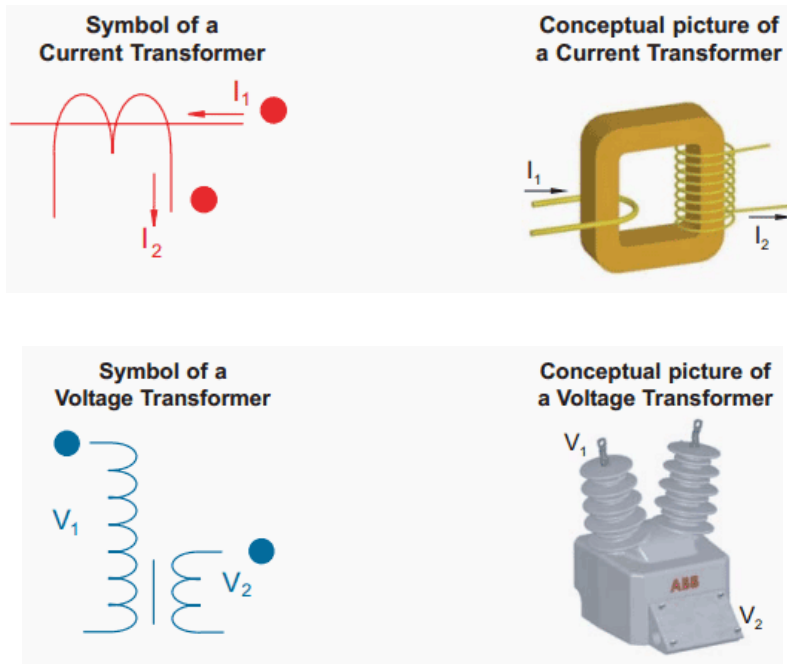 Symbol of a
Current Transformer
Conceptual picture of
a Current Transformer
I1
I2
I1
I2
Symbol of a
Voltage Transformer
Conceptual picture of
a Voltage Transformer
V1
V2
V1
ABB
V2